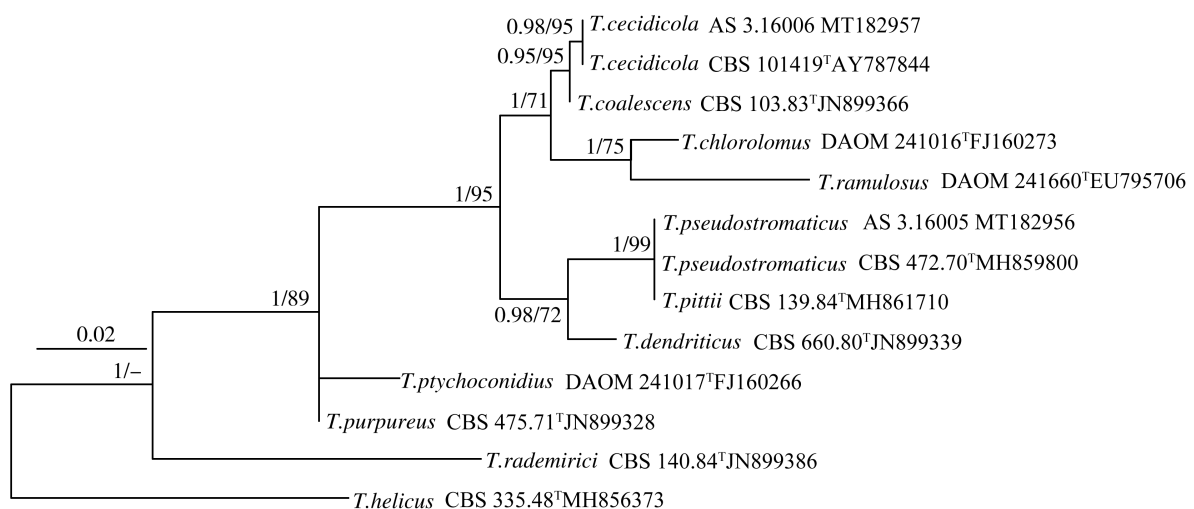 0.98/95
T.cecidicola AS 3.16006 MT182957
0.95/95
T.cecidicola CBS 101419ᵀAY787844
1/71
T.coalescens CBS 103.83ᵀJN899366
1/75
T.chlorolomus DAOM 241016ᵀFJ160273
T.ramulosus DAOM 241660ᵀEU795706
1/95
T.pseudostromaticus AS 3.16005 MT182956
1/99
T.pseudostromaticus CBS 472.70ᵀMH859800
T.pittii CBS 139.84ᵀMH861710
1/89
0.98/72
T.dendriticus CBS 660.80ᵀJN899339
0.02
1/–
T.ptychoconidius DAOM 241017ᵀFJ160266
T.purpureus CBS 475.71ᵀJN899328
T.rademirici CBS 140.84ᵀJN899386
T.helicus CBS 335.48ᵀMH856373